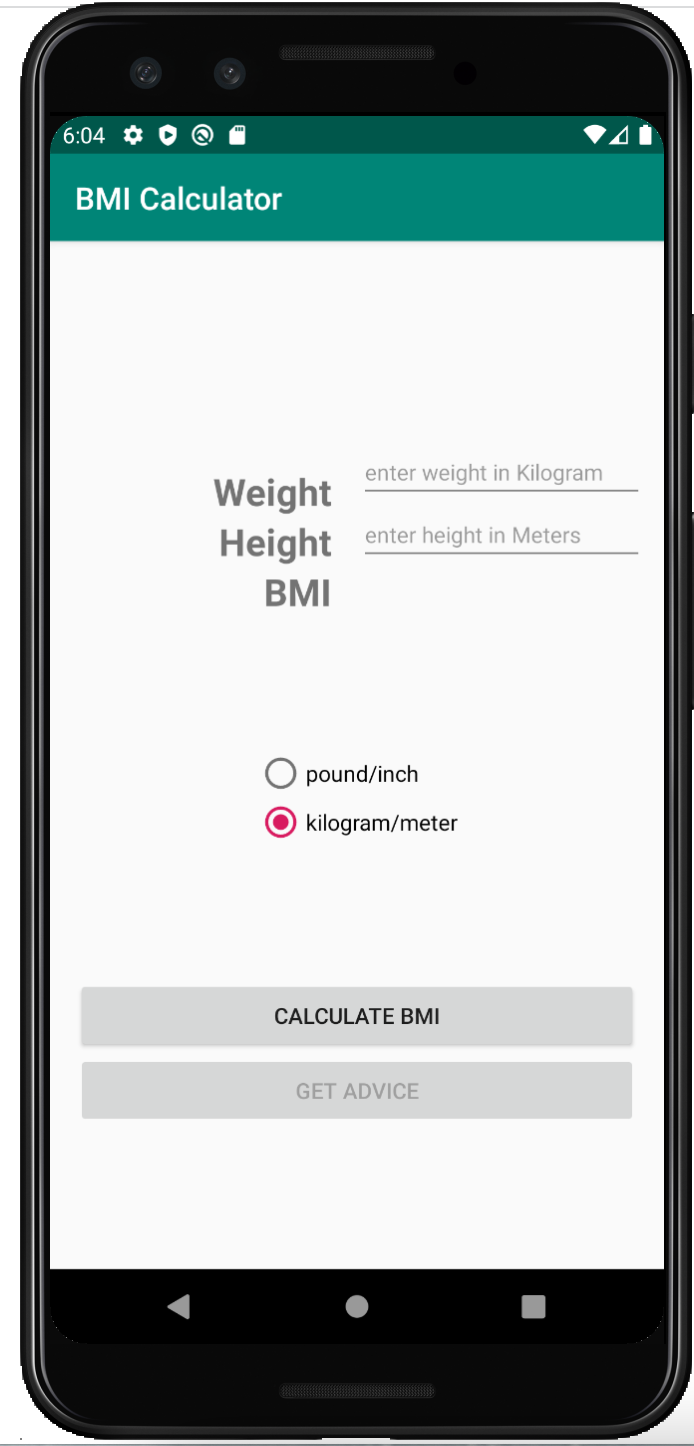 6:04
BMI Calculator
Weight enter weight in Kilogram
Height enter height in Meters
BMI
pound/inch
kilogram/meter
CALCULATE BMI
GET ADVICE